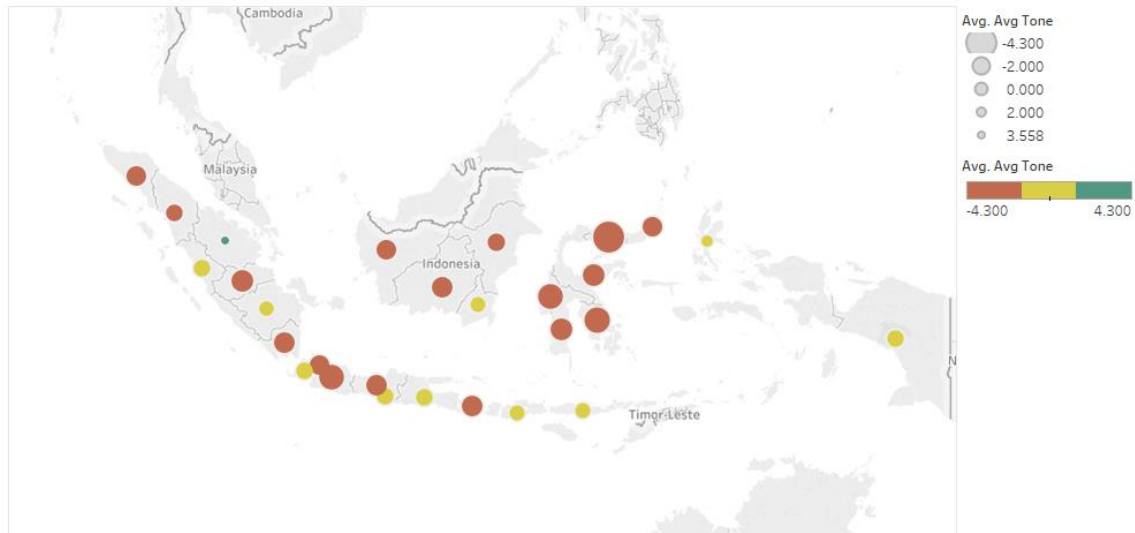 Cambodia
Malaysia
Indonesia
Timor-Leste
N
Avg. Avg Tone
-4.300
-2.000
0.000
2.000
3.558
Avg. Avg Tone
-4.300 4.300